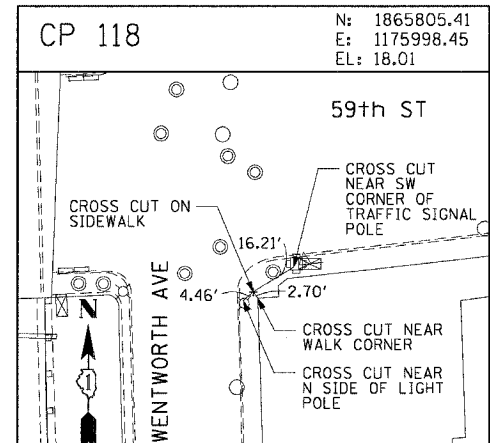 CP 118
N: 1865805.41
E: 1175998.45
EL: 18.01
59th ST
CROSS CUT
NEAR SW
CORNER OF
TRAFFIC SIGNAL
POLE
CROSS CUT ON
SIDEWALK
16.21'
4.46'
2.70'
WENTWORTH AVE
N
1
CROSS CUT NEAR
WALK CORNER
CROSS CUT NEAR
N SIDE OF LIGHT
POLE